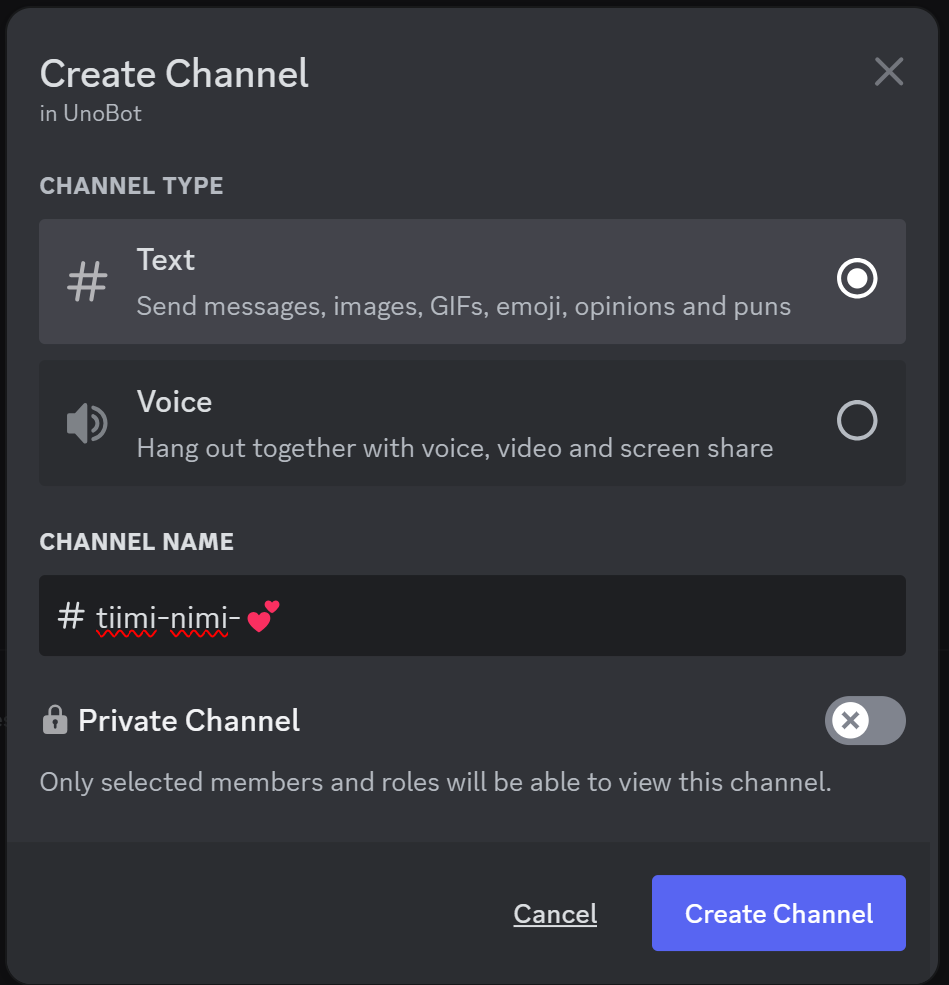 Create Channel
in UnoBot
CHANNEL TYPE
Text
Send messages, images, GIFs, emoji, opinions and puns
Voice
Hang out together with voice, video and screen share
CHANNEL NAME
# tiimi-nimi-💕
Private Channel
Only selected members and roles will be able to view this channel.
Cancel
Create Channel